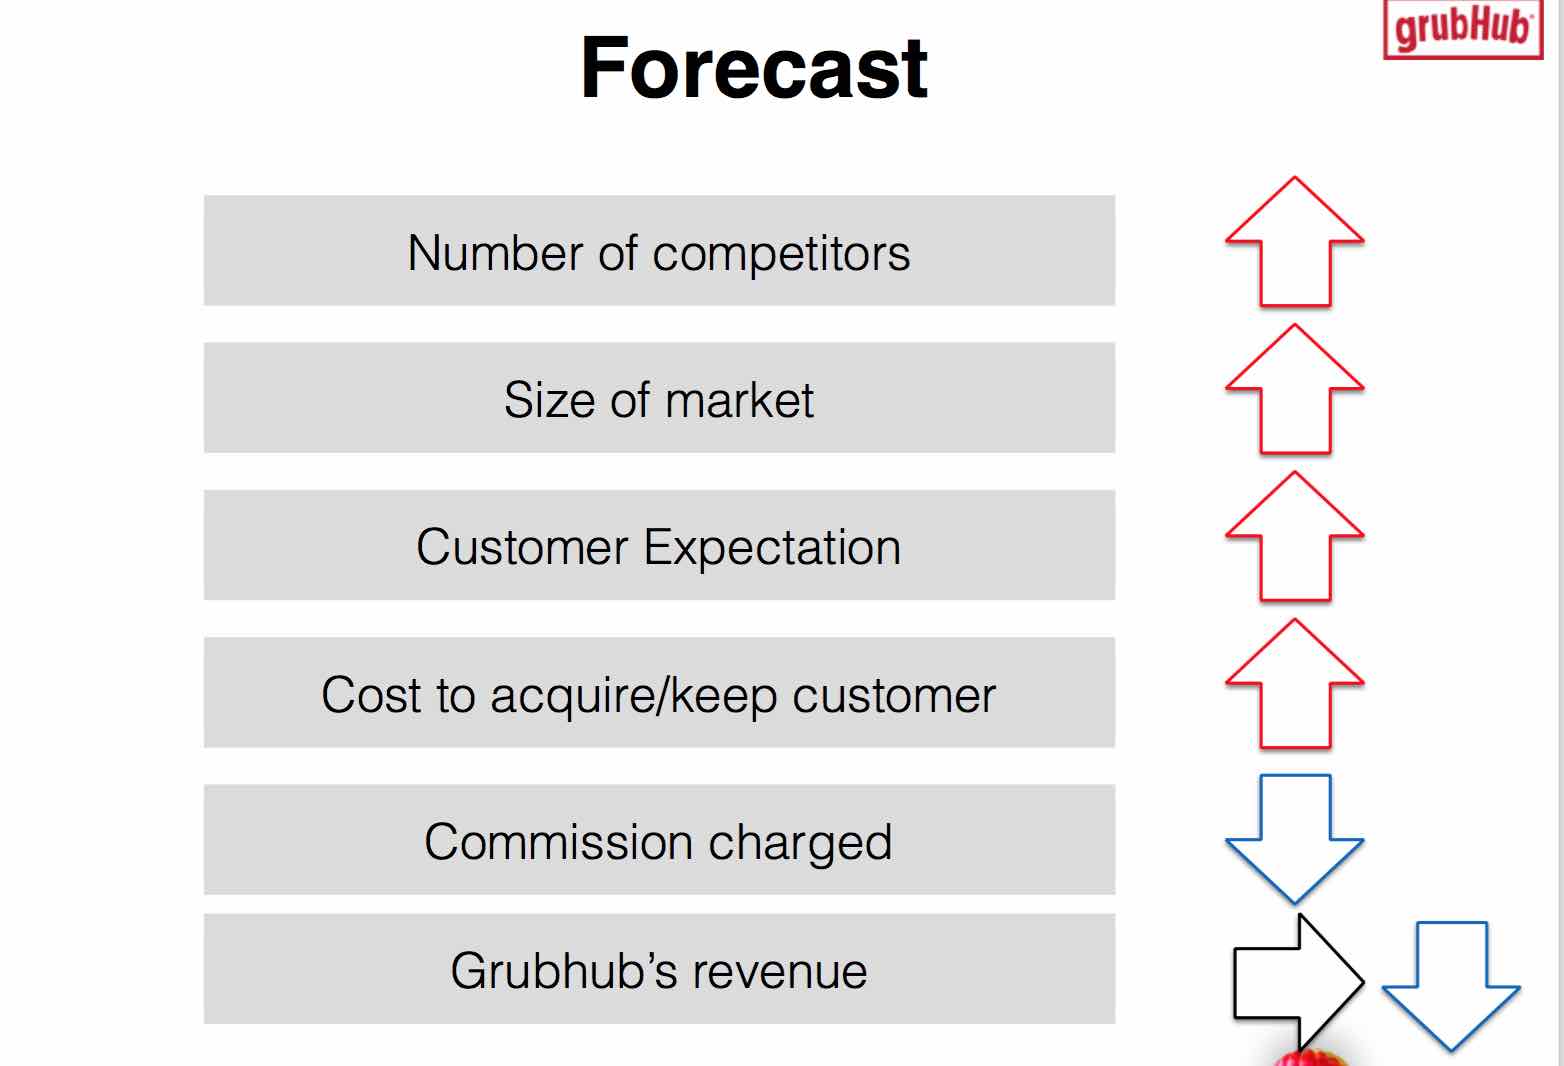 grubHub
Forecast
Number of competitors
Size of market
Customer Expectation
Cost to acquire/keep customer
Commission charged
Grubhub’s revenue